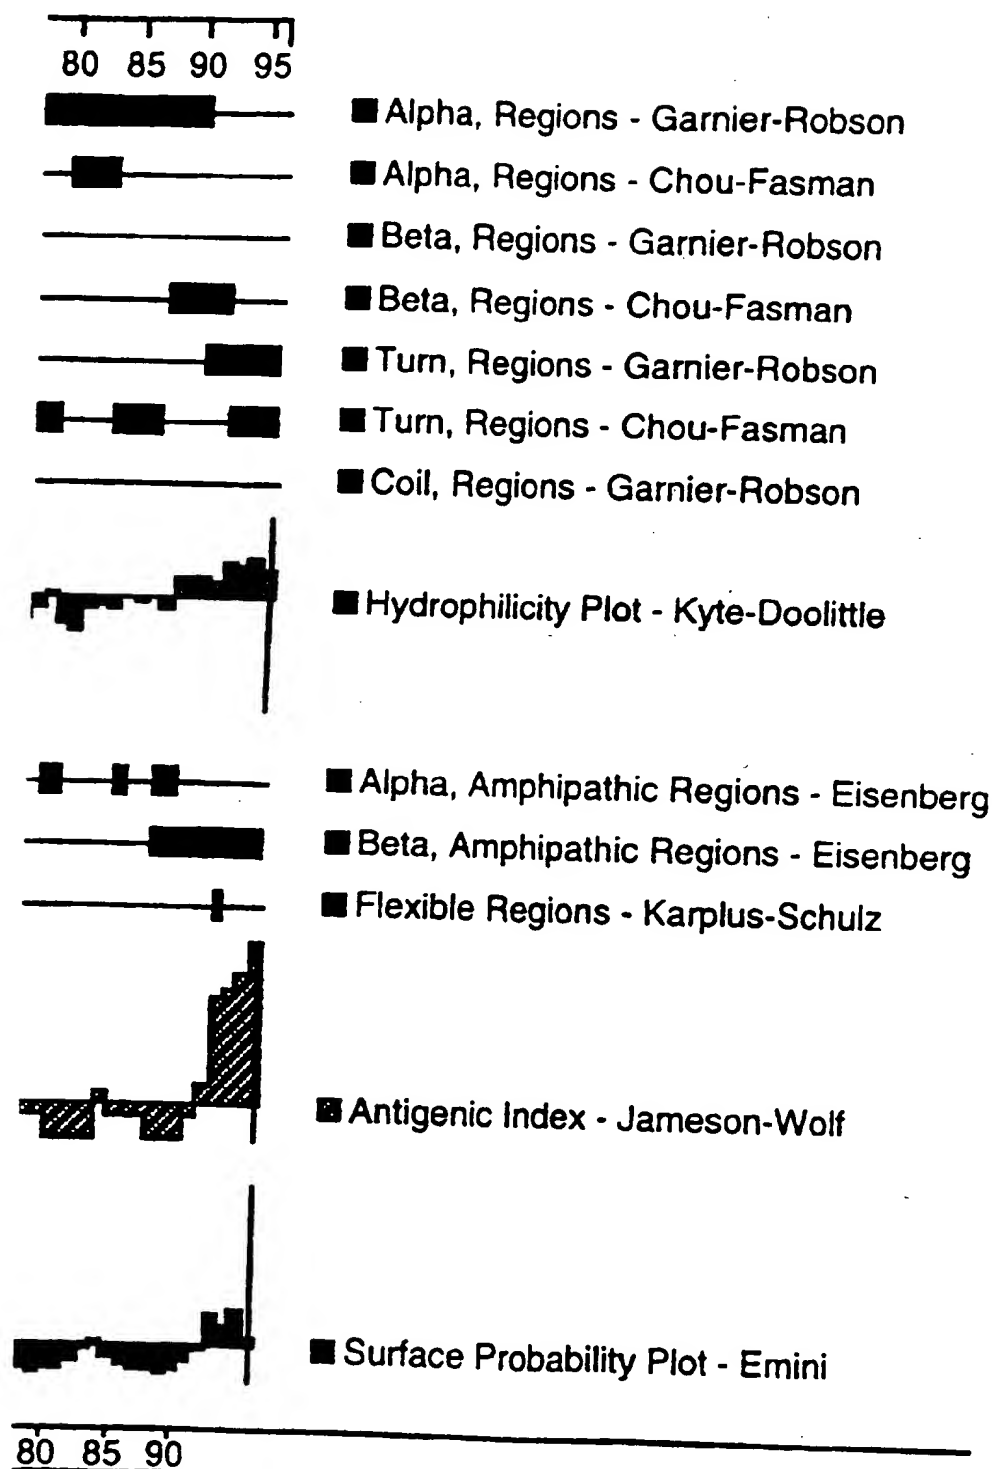 80 85 90 95
Alpha, Regions - Garnier-Robson
Alpha, Regions - Chou-Fasman
Beta, Regions - Garnier-Robson
Beta, Regions - Chou-Fasman
Turn, Regions - Garnier-Robson
Turn, Regions - Chou-Fasman
Coil, Regions - Garnier-Robson
Hydrophilicity Plot - Kyte-Doolittle
Alpha, Amphipathic Regions - Eisenberg
Beta, Amphipathic Regions - Eisenberg
Flexible Regions - Karplus-Schulz
Antigenic Index - Jameson-Wolf
Surface Probability Plot - Emini
80 85 90